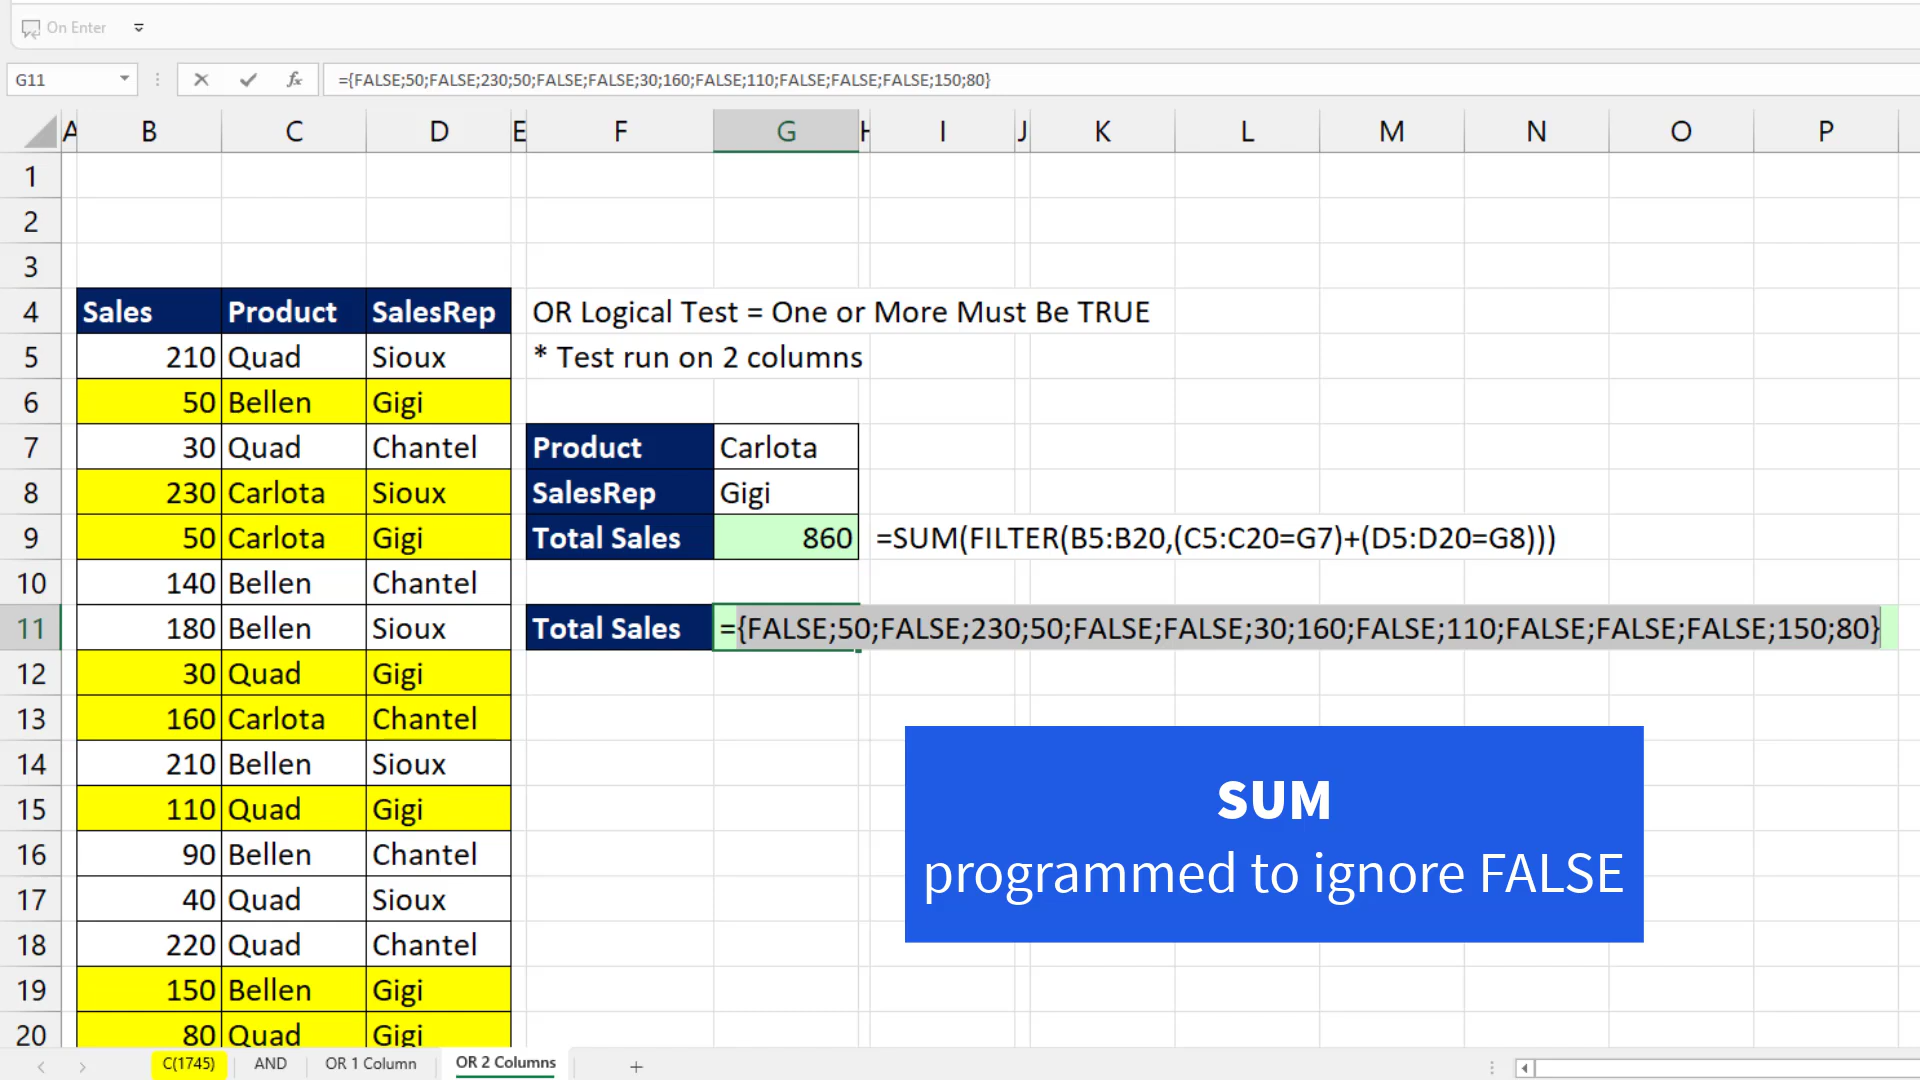 On Enter
G11 ={FALSE;50;FALSE;230;50;FALSE;FALSE;30;160;FALSE;110;FALSE;FALSE;FALSE;150;80}
A B C D E F G H I J K L M N O P
1
2
3
4 Sales Product SalesRep OR Logical Test = One or More Must Be TRUE
5 210 Quad Sioux * Test run on 2 columns
6 50 Bellen Gigi
7 30 Quad Chantel Product Carlota
8 230 Carlota Sioux SalesRep Gigi
9 50 Carlota Gigi Total Sales 860 =SUM(FILTER(B5:B20,(C5:C20=G7)+(D5:D20=G8)))
10 140 Bellen Chantel
11 180 Bellen Sioux Total Sales ={FALSE;50;FALSE;230;50;FALSE;FALSE;30;160;FALSE;110;FALSE;FALSE;FALSE;150;80}
12 30 Quad Gigi
13 160 Carlota Chantel
14 210 Bellen Sioux
15 110 Quad Gigi
16 90 Bellen Chantel
17 40 Quad Sioux
18 220 Quad Chantel
19 150 Bellen Gigi
20 80 Quad Gigi
SUM
programmed to ignore FALSE
C(1745) AND OR 1 Column OR 2 Columns